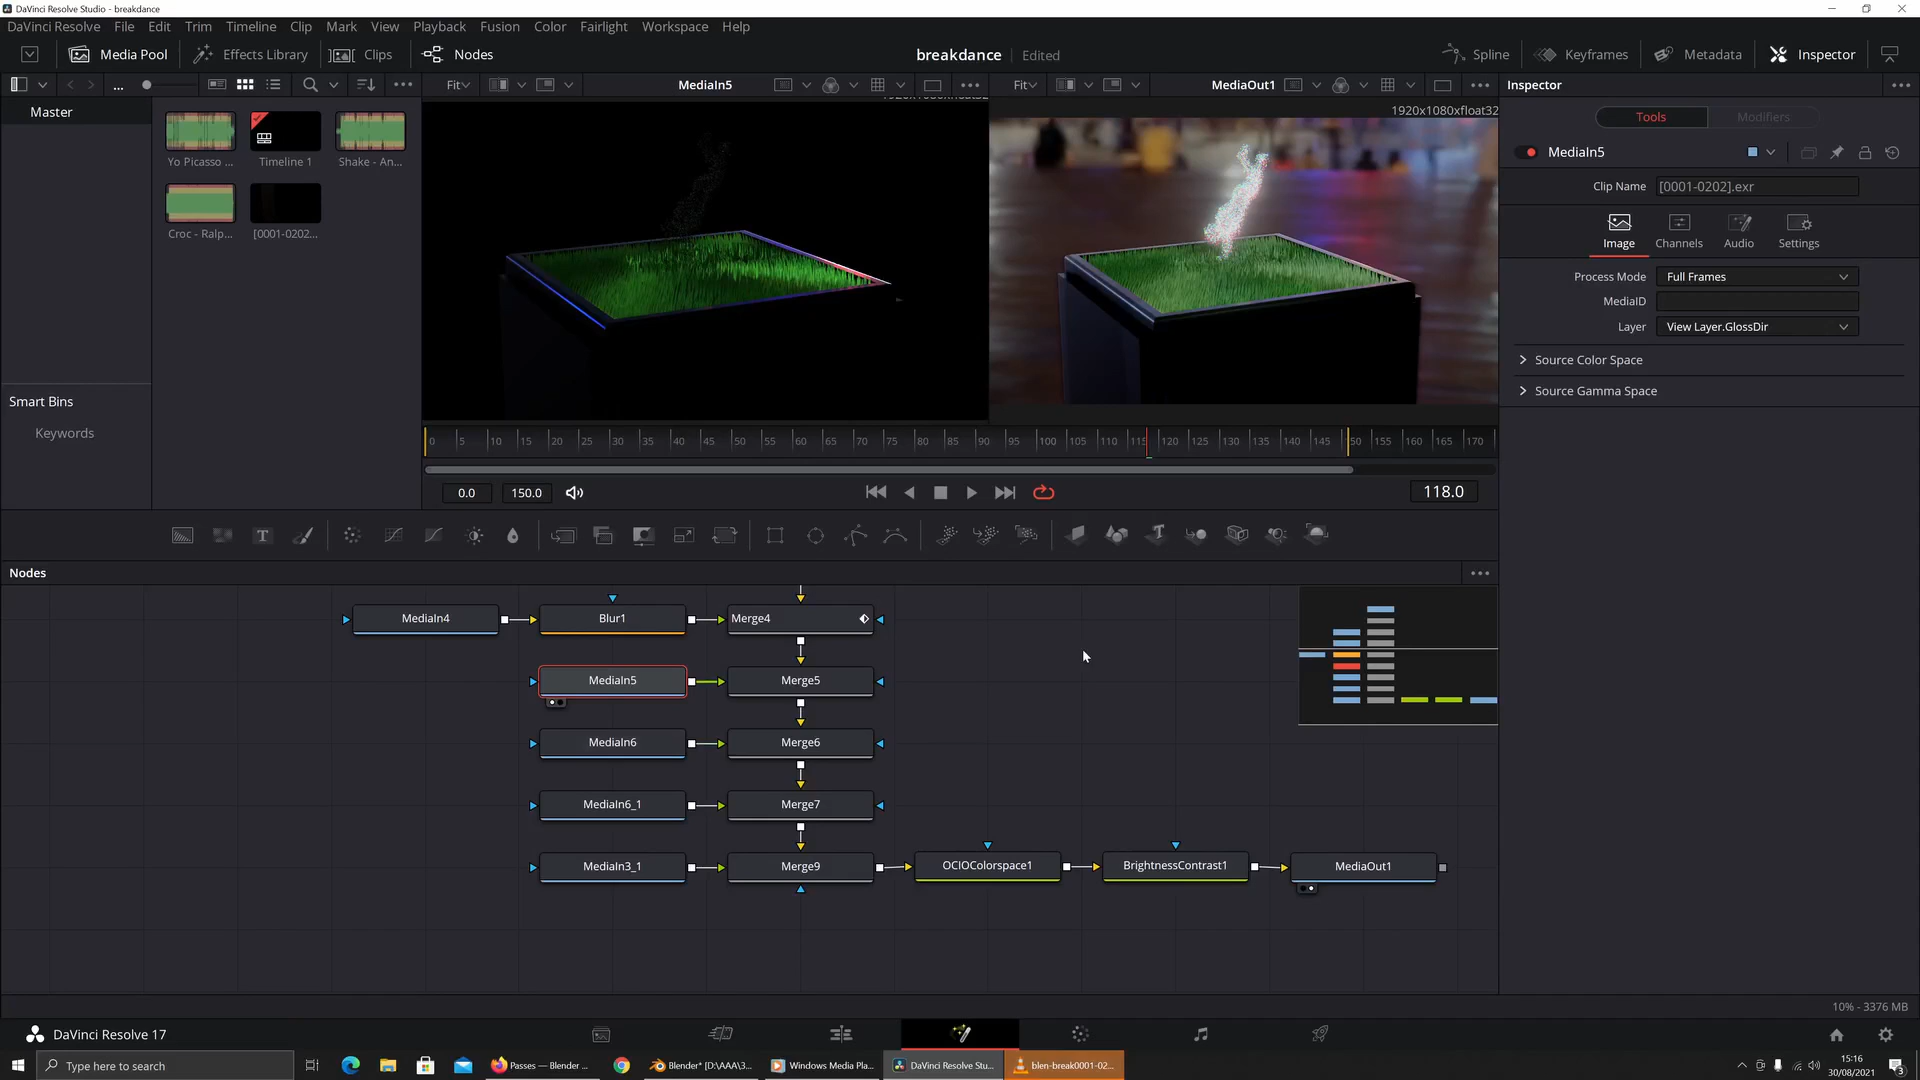 DaVinci Resolve Studio - breakdance
DaVinci Resolve File Edit Trim Timeline Clip Mark View Playback Fusion Color Fairlight Workspace Help
Media Pool Effects Library Clips Nodes breakdance Edited Spline Keyframes Metadata Inspector
... Fit MediaIn5 ... Fit MediaOut1 ... Inspector ...
Master
1920x1080xfloat32
Tools Modifiers
Yo Picasso ... Timeline 1 Shake - An...
MediaIn5
Clip Name [0001-0202].exr
Croc - Ralp... [0001-0202...
Image Channels Audio Settings
Process Mode Full Frames
MediaID
Layer View Layer.GlossDir
Source Color Space
Source Gamma Space
Smart Bins
Keywords
0 5 10 15 20 25 30 35 40 45 50 55 60 65 70 75 80 85 90 95 100 105 110 115 120 125 130 135 140 145 50 155 160 165 170
0.0 150.0 118.0
Nodes ...
MediaIn4 Blur1 Merge4
MediaIn5 Merge5
MediaIn6 Merge6
MediaIn6_1 Merge7
MediaIn3_1 Merge9 OCIOColorspace1 BrightnessContrast1 MediaOut1
10% - 3376 MB
DaVinci Resolve 17
Type here to search
Passes — Blender ...
Blender* [D:\AAA\3...
Windows Media Pla...
DaVinci Resolve Stu...
blen-break0001-02...
15:16
30/08/2021
3